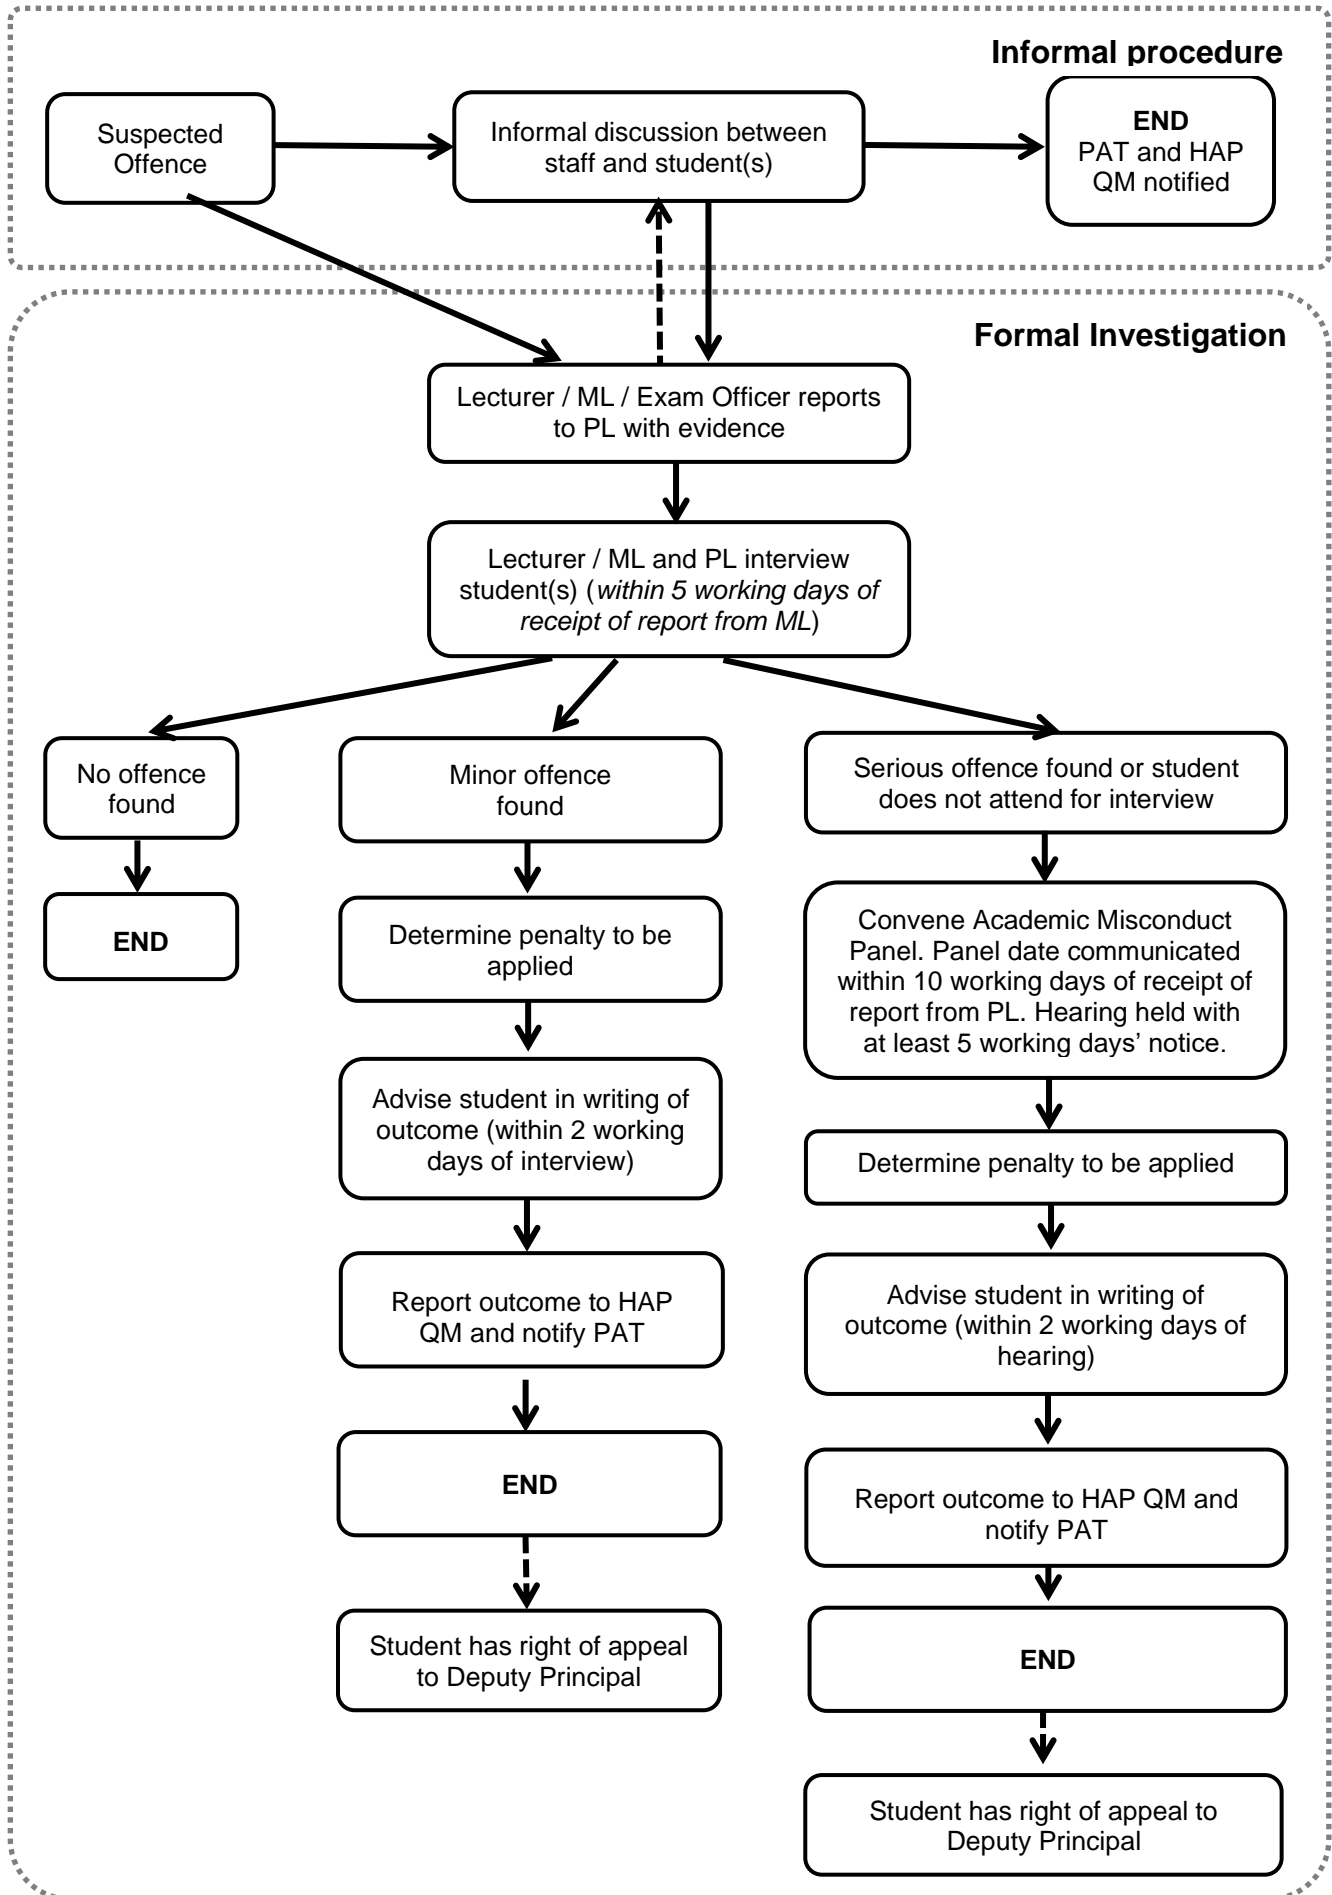 Informal procedure
Suspected
Offence
Informal discussion between
staff and student(s)
END
PAT and HAP
QM notified
Formal Investigation
Lecturer / ML / Exam Officer reports
to PL with evidence
Lecturer / ML and PL interview
student(s) (within 5 working days of
receipt of report from ML)
No offence
found
END
Minor offence
found
Determine penalty to be
applied
Advise student in writing of
outcome (within 2 working
days of interview)
Report outcome to HAP
QM and notify PAT
END
Student has right of appeal
to Deputy Principal
Serious offence found or student
does not attend for interview
Convene Academic Misconduct
Panel. Panel date communicated
within 10 working days of receipt of
report from PL. Hearing held with
at least 5 working days’ notice.
Determine penalty to be applied
Advise student in writing of
outcome (within 2 working days of
hearing)
Report outcome to HAP QM and
notify PAT
END
Student has right of appeal to
Deputy Principal